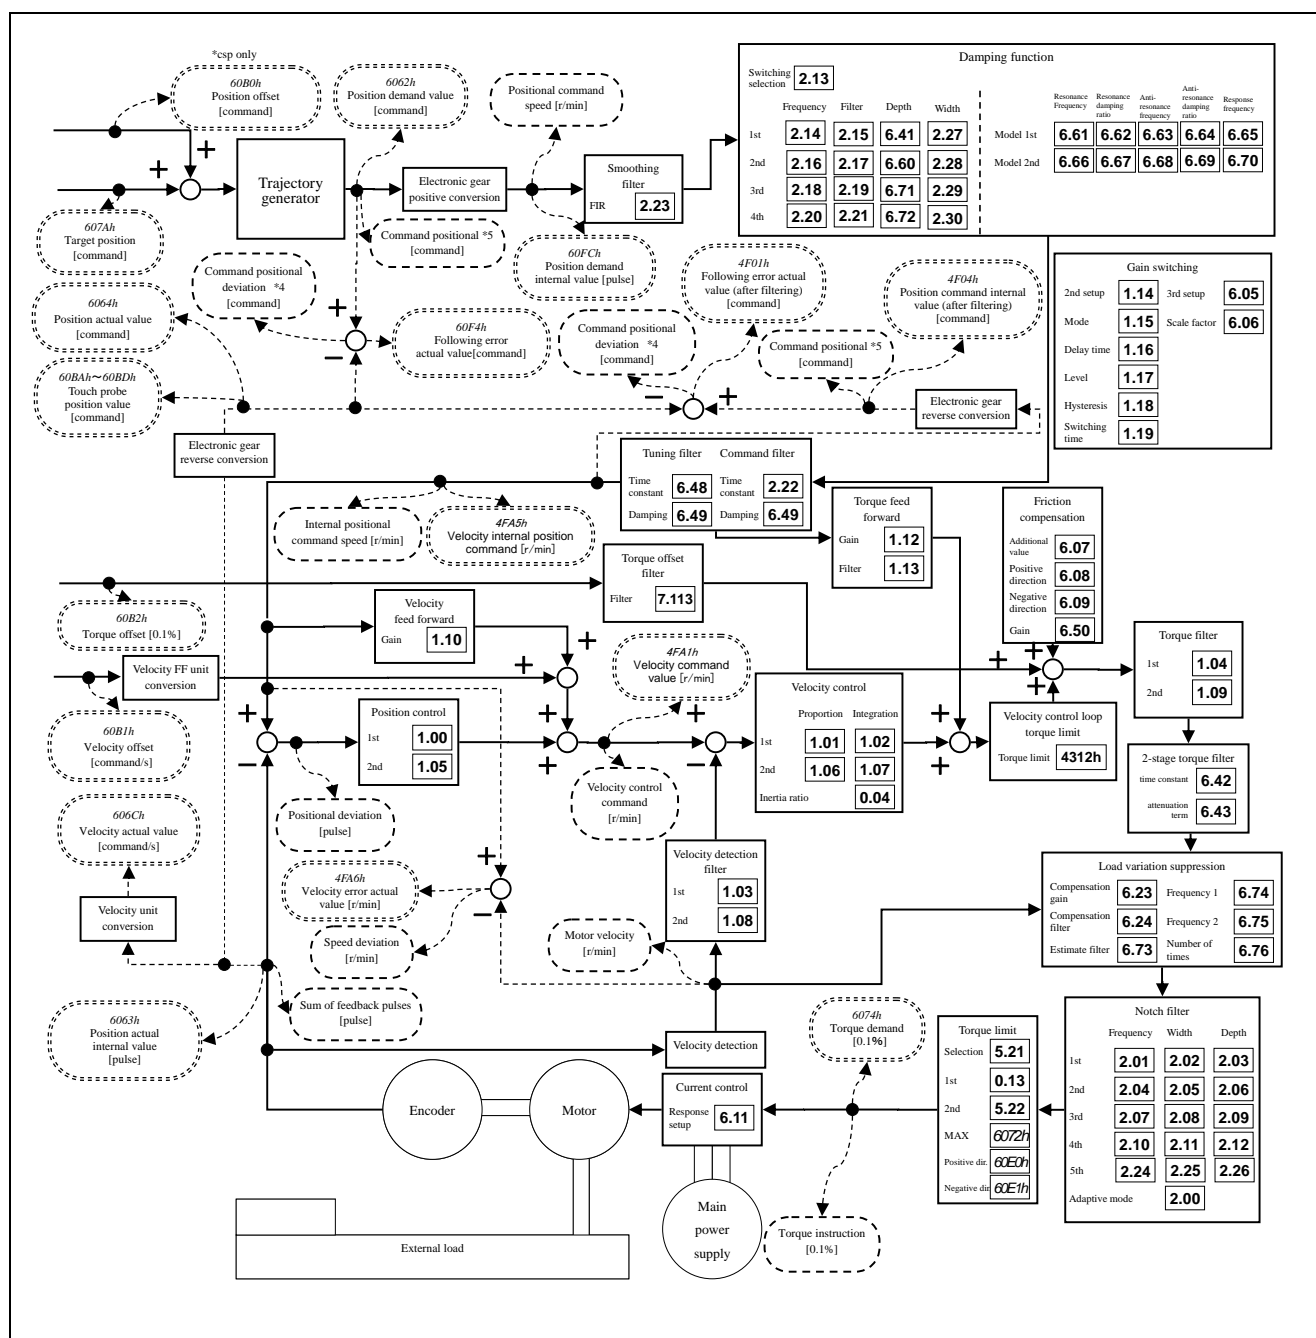 *csp only
60B0h
Position offset
[command]
6062h
Position demand value
[command]
Positional command
speed [r/min]
Damping function
Switching
selection
2.13
Frequency Filter Depth Width
1st 2.14 2.15 6.41 2.27
2nd 2.16 2.17 6.60 2.28
3rd 2.18 2.19 6.71 2.29
4th 2.20 2.21 6.72 2.30
Resonance
Frequency
Resonance
damping
ratio
Anti-
resonance
frequency
Anti-
resonance
damping
ratio
Response
frequency
Model 1st 6.61 6.62 6.63 6.64 6.65
Model 2nd 6.66 6.67 6.68 6.69 6.70
+
+
Trajectory
generator
Electronic gear
positive conversion
Smoothing
filter
FIR 2.23
607Ah
Target position
[command]
Command positional *5
[command]
60FCh
Position demand
internal value [pulse]
Command positional
deviation *4
[command]
6064h
Position actual value
[command]
+
−
60F4h
Following error
actual value[command]
4F01h
Following error actual
value (after filtering)
[command]
4F04h
Position command internal
value (after filtering)
[command]
Command positional
deviation *4
[command]
Command positional *5
[command]
− +
60BAh～60BDh
Touch probe
position value
[command]
Electronic gear
reverse conversion
Electronic gear
reverse conversion
Gain switching
2nd setup 1.14 3rd setup 6.05
Mode 1.15 Scale factor 6.06
Delay time 1.16
Level 1.17
Hysteresis 1.18
Switching
time
1.19
Tuning filter Command filter
Time
constant
6.48
Time
constant
2.22
Damping 6.49 Damping 6.49
Internal positional
command speed [r/min]
4FA5h
Velocity internal position
command [r/min]
Torque feed
forward
Gain 1.12
Filter 1.13
Friction
compensation
Additional
value
6.07
Positive
direction
6.08
Negative
direction
6.09
Gain 6.50
Torque offset
filter
Filter 7.113
60B2h
Torque offset [0.1%]
Velocity
feed forward
Gain 1.10
Velocity FF unit
conversion
+
+
4FA1h
Velocity command
value [r/min]
+
+
+
Torque filter
1st 1.04
2nd 1.09
60B1h
Velocity offset
[command/s]
+
−
Position control
1st 1.00
2nd 1.05
+
+
+
−
Velocity control
Proportion Integration
1st 1.01 1.02
2nd 1.06 1.07
Inertia ratio 0.04
+
+
Velocity control loop
torque limit
Torque limit 4312h
2-stage torque filter
time constant 6.42
attenuation
term
6.43
Positional deviation
[pulse]
Velocity control
command
[r/min]
606Ch
Velocity actual value
[command/s]
Velocity unit
conversion
4FA6h
Velocity error actual
value [r/min]
+
−
Speed deviation
[r/min]
Velocity detection
filter
1st 1.03
2nd 1.08
Motor velocity
[r/min]
Load variation suppression
Compensation
gain
6.23 Frequency 1 6.74
Compensation
filter
6.24 Frequency 2 6.75
Estimate filter 6.73
Number of
times
6.76
Sum of feedback pulses
[pulse]
6063h
Position actual
internal value
[pulse]
Velocity detection
6074h
Torque demand
[0.1%]
Torque limit
Selection 5.21
1st 0.13
2nd 5.22
MAX 6072h
Positive dir. 60E0h
Negative dir 60E1h
Notch filter
Frequency Width Depth
1st 2.01 2.02 2.03
2nd 2.04 2.05 2.06
3rd 2.07 2.08 2.09
4th 2.10 2.11 2.12
5th 2.24 2.25 2.26
Adaptive mode 2.00
Encoder
Motor
Current control
Response
setup
6.11
Main
power
supply
Torque instruction
[0.1%]
External load